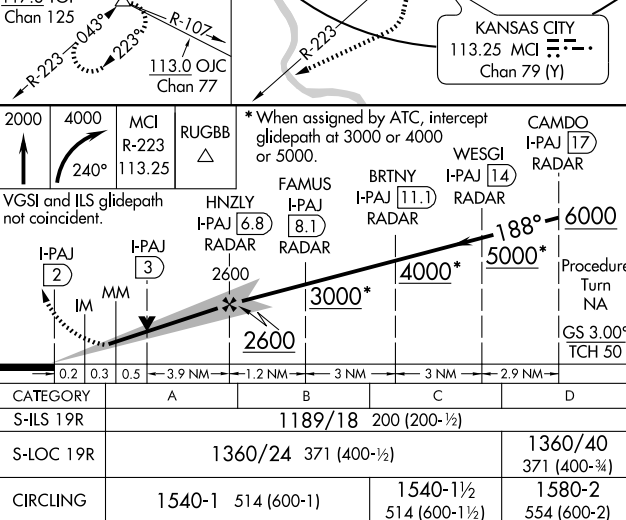 Chan 125
R-223
043°
223°
R-107
113.0 OJC
Chan 77
R-223
KANSAS CITY
113.25 MCI
Chan 79 (Y)
2000
4000
240°
MCI
R-223
113.25
RUGBB
* When assigned by ATC, intercept
glidepath at 3000 or 4000
or 5000.
VGSI and ILS glidepath
not coincident.
CAMDO
I-PAJ 17
RADAR
WESGI
I-PAJ 14
RADAR
BRTNY
I-PAJ 11.1
RADAR
FAMUS
I-PAJ
8.1
RADAR
HNZLY
I-PAJ 6.8
RADAR
2600
I-PAJ
3
I-PAJ
2
IM
MM
188°
6000
5000*
4000*
3000*
2600
Procedure
Turn
NA
GS 3.00°
TCH 50
0.2 0.3 0.5 3.9 NM 1.2 NM 3 NM 3 NM 2.9 NM
CATEGORY A B C D
S-ILS 19R 1189/18 200 (200-½)
S-LOC 19R 1360/24 371 (400-½) 1360/40
371 (400-¾)
CIRCLING 1540-1 514 (600-1) 1540-1½
514 (600-1½) 1580-2
554 (600-2)